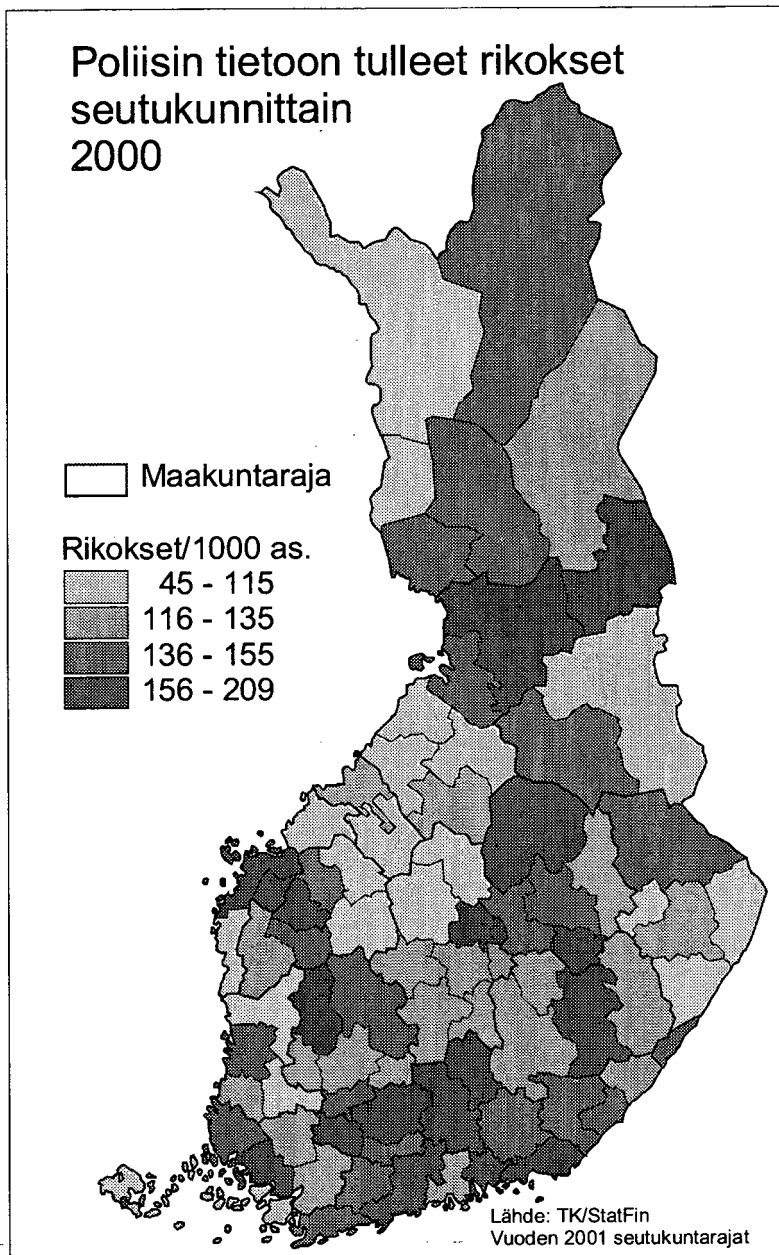 Poliisin tietoon tulleet rikokset
seutukunnittain
2000
Maakuntaraja
Rikokset/1000 as.
45 - 115
116 - 135
136 - 155
156 - 209
Lähde: TK/StatFin
Vuoden 2001 seutukuntarajat